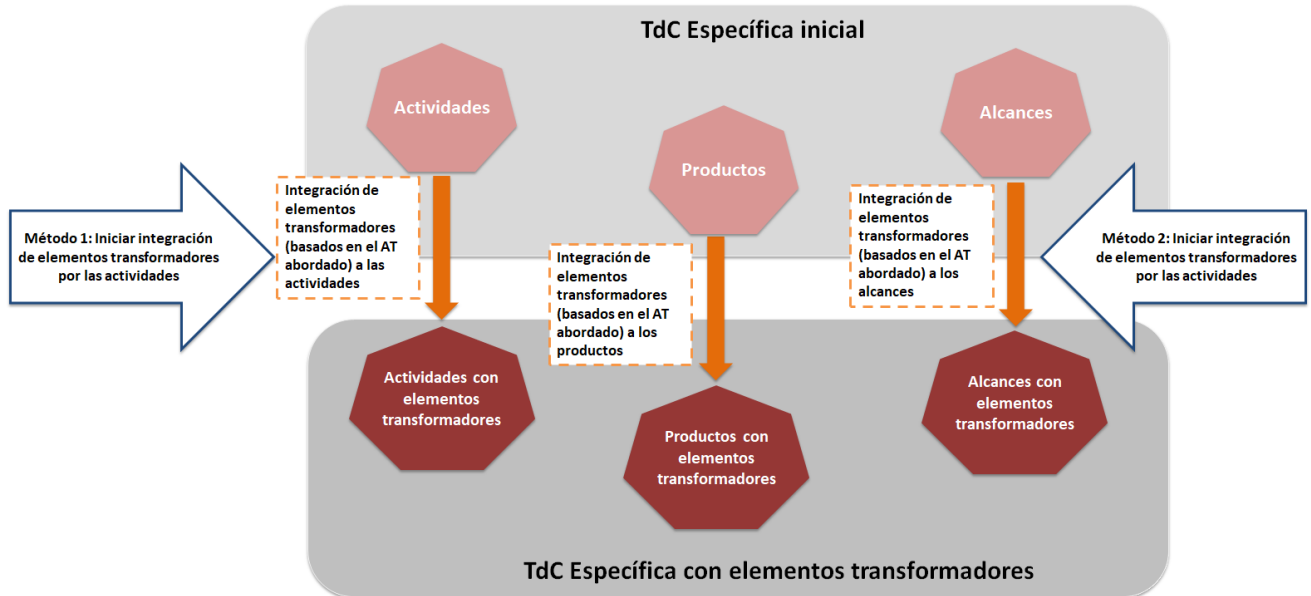 TdC Específica inicial
Actividades
Productos
Alcances
Método 1: Iniciar integración
de elementos transformadores
por las actividades
Integración de
elementos
transformadores
(basados en el AT
abordado) a las
actividades
Integración de
elementos
transformadores
(basados en el AT
abordado) a los
productos
Integración de
elementos
transformadores
(basados en el AT
abordado) a los
alcances
Método 2: Iniciar integración
de elementos transformadores
por las actividades
Actividades con
elementos
transformadores
Productos con
elementos
transformadores
Alcances con
elementos
transformadores
TdC Específica con elementos transformadores